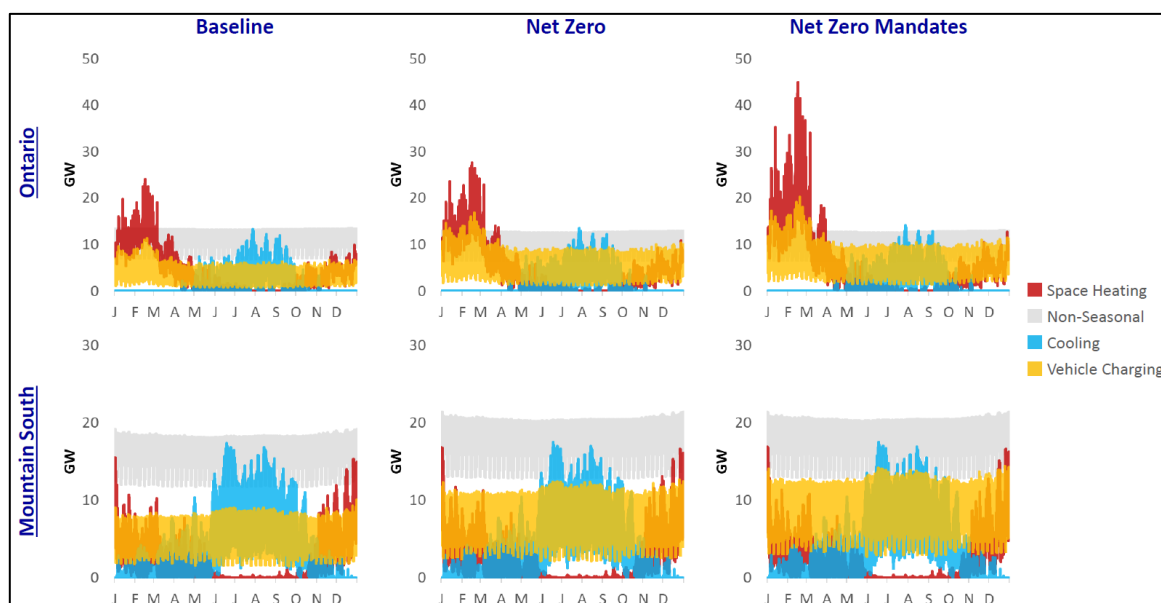 Baseline
Net Zero
Net Zero Mandates
Ontario
GW
50
40
30
20
10
0
J F M A M J J A S O N D
GW
50
40
30
20
10
0
J F M A M J J A S O N D
GW
50
40
30
20
10
0
J F M A M J J A S O N D
Space Heating
Non-Seasonal
Cooling
Vehicle Charging
Mountain South
GW
30
20
10
0
J F M A M J J A S O N D
GW
30
20
10
0
J F M A M J J A S O N D
GW
30
20
10
0
J F M A M J J A S O N D